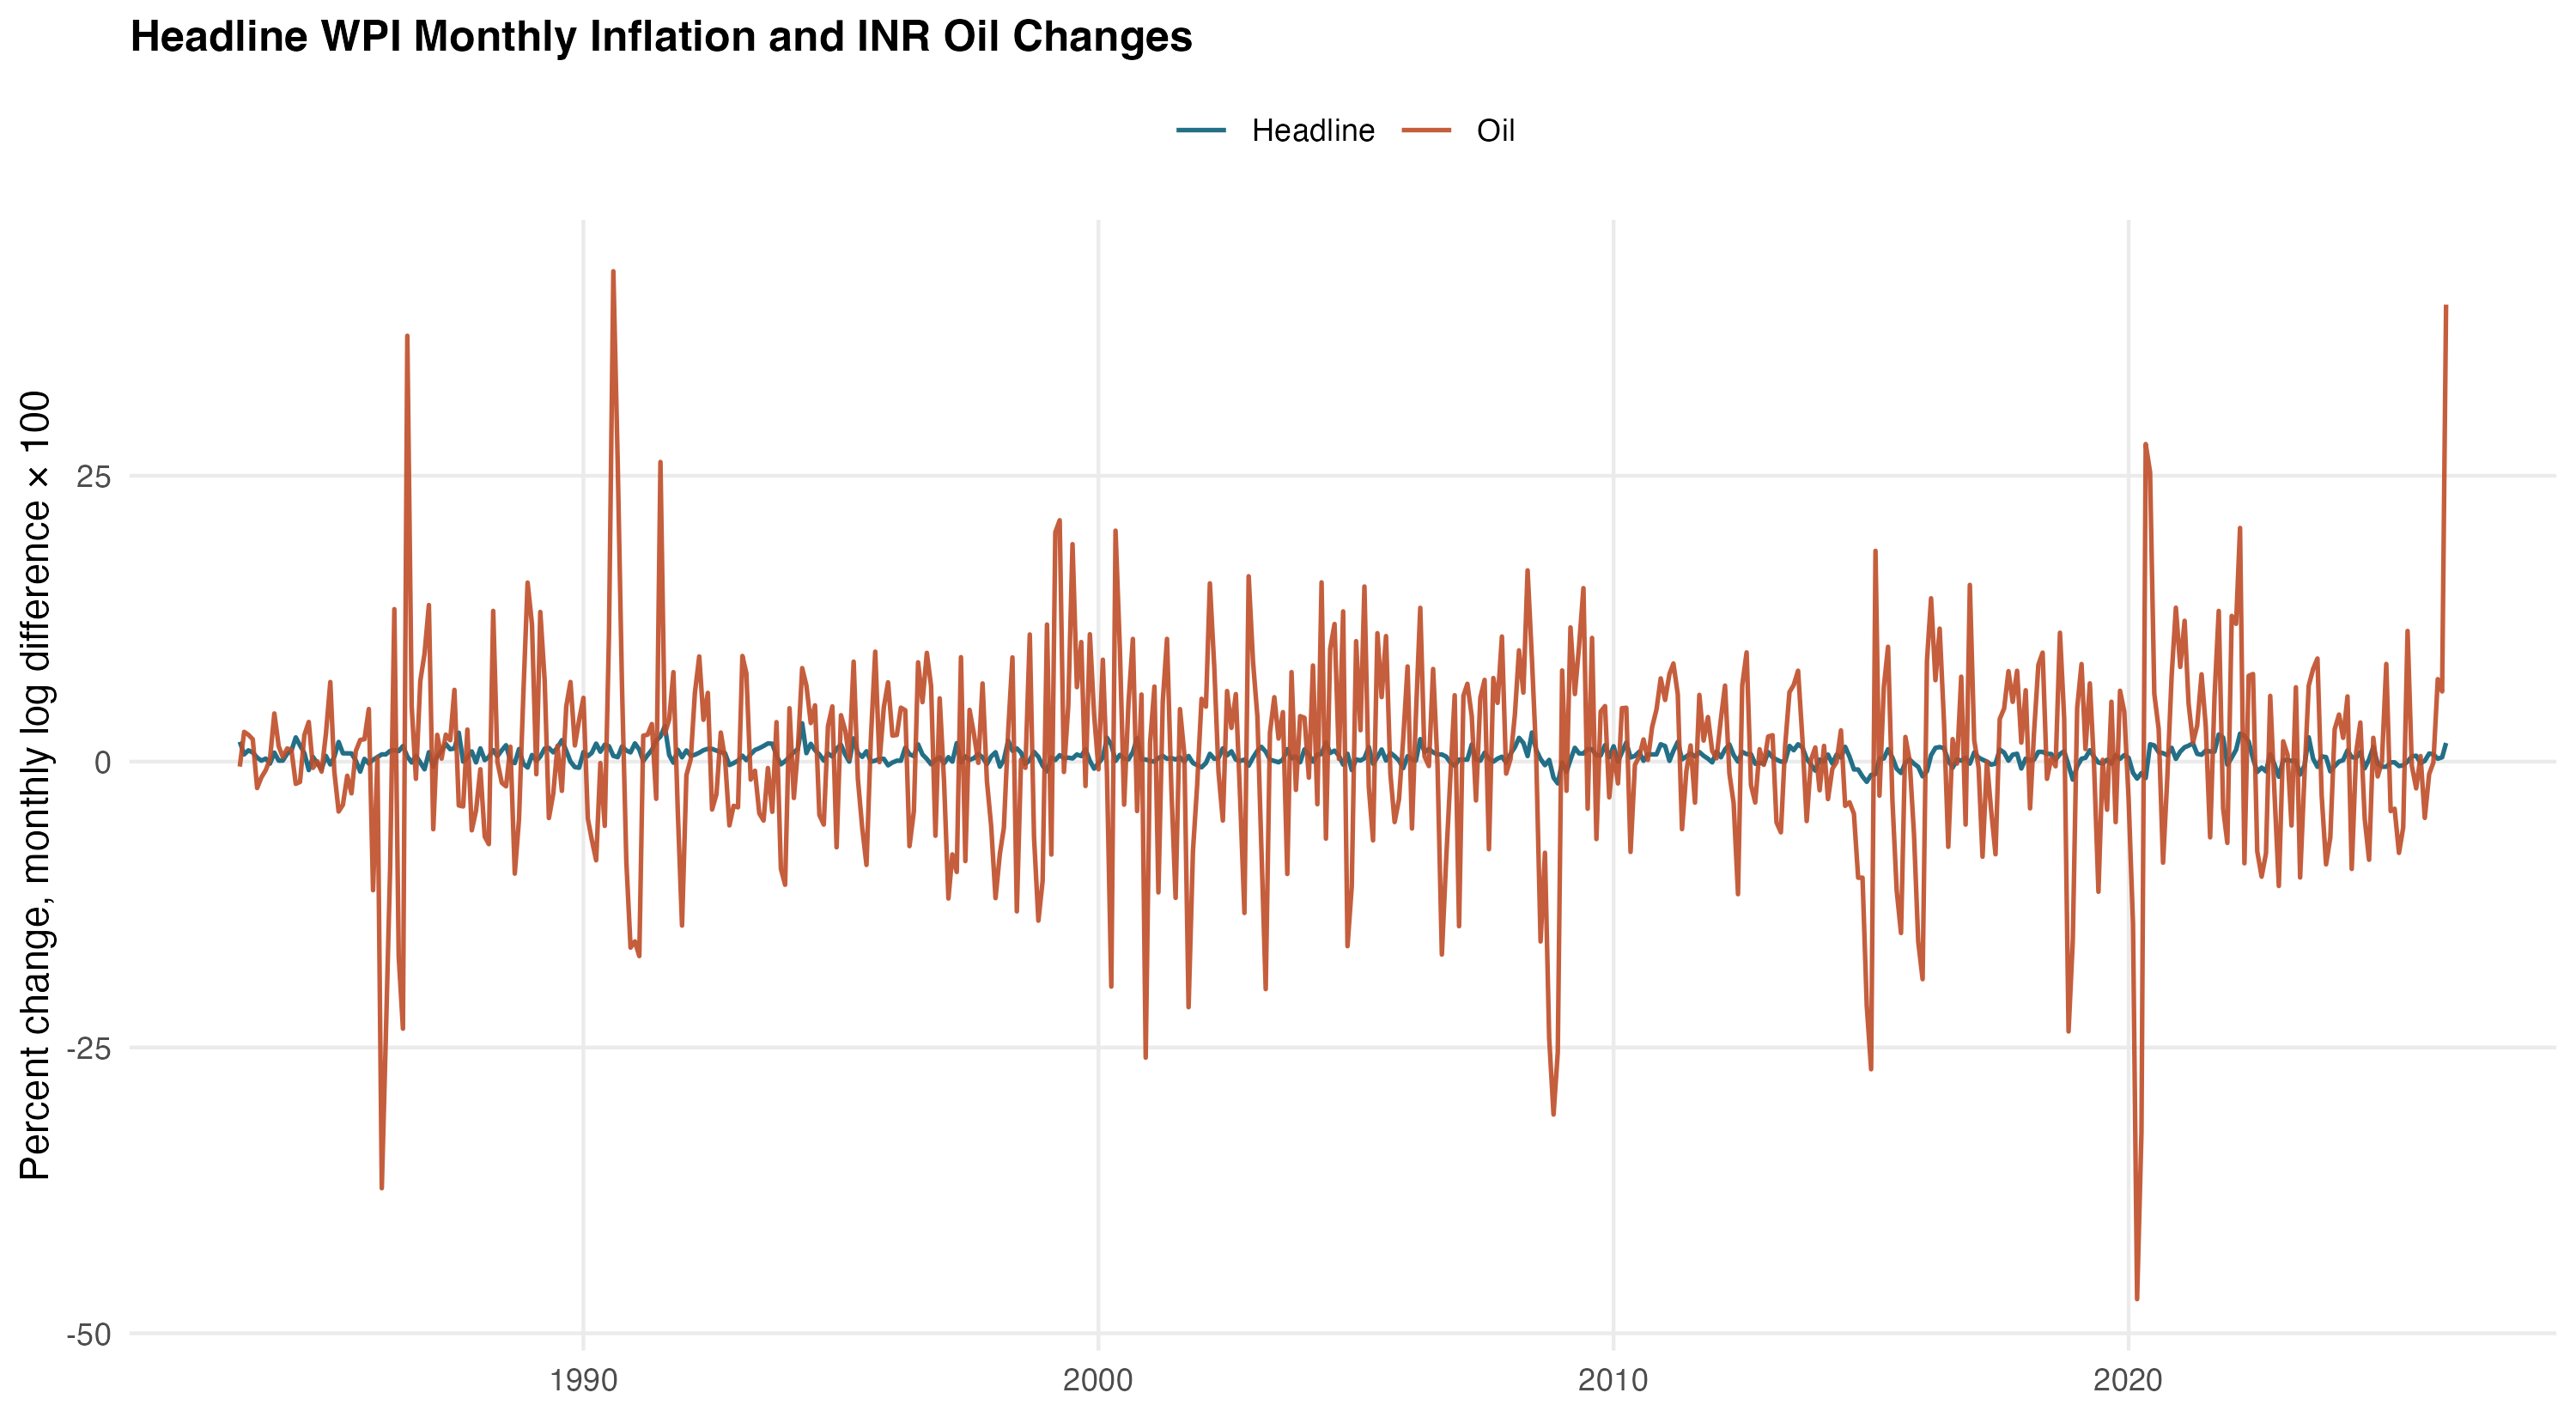 Headline WPI Monthly Inflation and INR Oil Changes
Headline Oil
Percent change, monthly log difference × 100
25
0
-25
-50
1990 2000 2010 2020